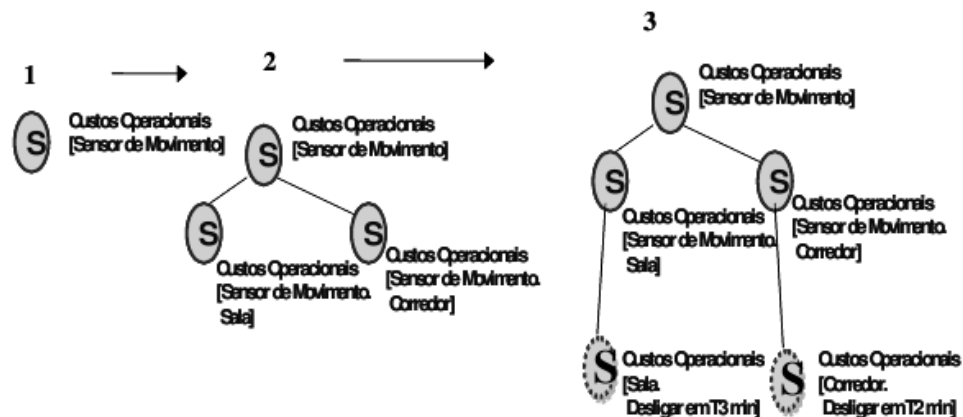 1
S
Custos Operacionais
[Sensor de Movimento]
2
S
Custos Operacionais
[Sensor de Movimento]
S
Custos Operacionais
[Sensor de Movimento.
Sala]
S
Custos Operacionais
[Sensor de Movimento.
Corredor]
3
S
Custos Operacionais
[Sensor de Movimento]
S
Custos Operacionais
[Sensor de Movimento.
Sala]
S
Custos Operacionais
[Sensor de Movimento.
Corredor]
S
Custos Operacionais
[Sala.
Desligar em T3 min]
S
Custos Operacionais
[Corredor.
Desligar em T2 min]